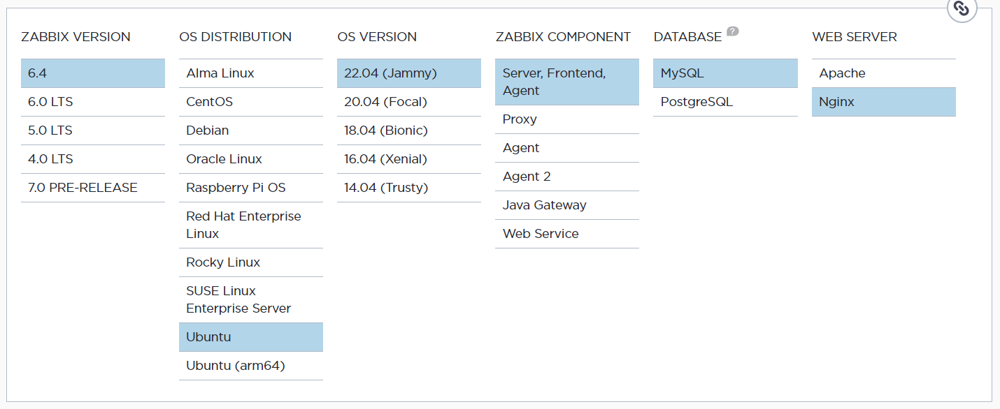 ZABBIX VERSION
6.4
6.0 LTS
5.0 LTS
4.0 LTS
7.0 PRE-RELEASE
OS DISTRIBUTION
Alma Linux
CentOS
Debian
Oracle Linux
Raspberry Pi OS
Red Hat Enterprise
Linux
Rocky Linux
SUSE Linux
Enterprise Server
Ubuntu
Ubuntu (arm64)
OS VERSION
22.04 (Jammy)
20.04 (Focal)
18.04 (Bionic)
16.04 (Xenial)
14.04 (Trusty)
ZABBIX COMPONENT
Server, Frontend,
Agent
Proxy
Agent
Agent 2
Java Gateway
Web Service
DATABASE ?
MySQL
PostgreSQL
WEB SERVER
Apache
Nginx